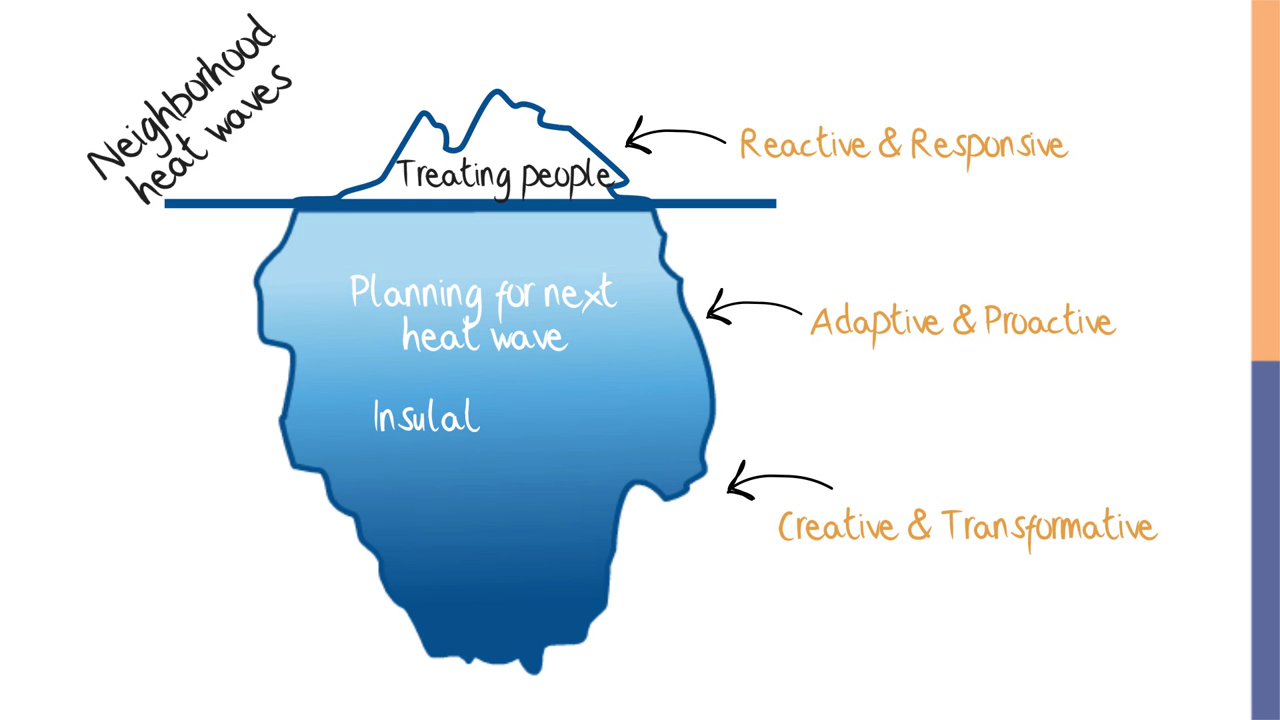 Neighborhood
heat waves
Treating people
Reactive & Responsive
Planning for next
heat wave
Adaptive & Proactive
Insulal
Creative & Transformative